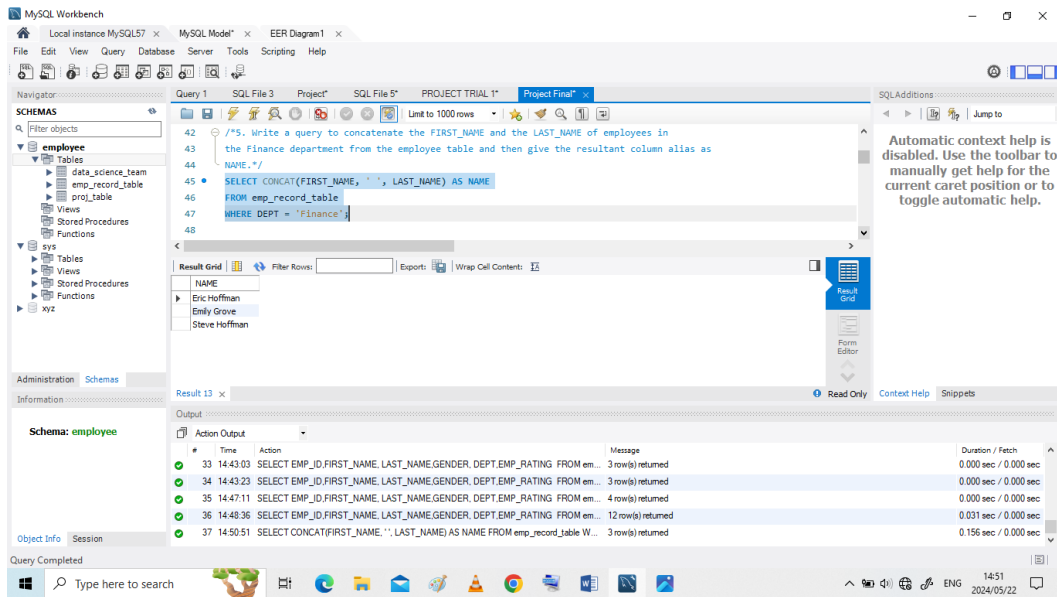 MySQL Workbench
Local instance MySQL57 × MySQL Model* × EER Diagram1 ×
File Edit View Query Database Server Tools Scripting Help
Navigator
SCHEMAS
Filter objects
employee
Tables
data_science_team
emp_record_table
proj_table
Views
Stored Procedures
Functions
sys
Tables
Views
Stored Procedures
Functions
xyz
Administration Schemas
Information
Schema: employee
Object Info Session
Query 1 SQL File 3 Project* SQL File 5* PROJECT TRIAL 1* Project Final* ×
Limit to 1000 rows
42 /*5. Write a query to concatenate the FIRST_NAME and the LAST_NAME of employees in
43 the Finance department from the employee table and then give the resultant column alias as
44 NAME.*/
45 SELECT CONCAT(FIRST_NAME, ' ', LAST_NAME) AS NAME
46 FROM emp_record_table
47 WHERE DEPT = 'Finance';
48
Result Grid Filter Rows: Export: Wrap Cell Content:
NAME
Eric Hoffman
Emily Grove
Steve Hoffman
Result Grid
Form Editor
Result 13 × Read Only
SQLAdditions
Jump to
Automatic context help is
disabled. Use the toolbar to
manually get help for the
current caret position or to
toggle automatic help.
Context Help Snippets
Output
Action Output
# Time Action Message Duration / Fetch
33 14:43:03 SELECT EMP_ID,FIRST_NAME, LAST_NAME,GENDER, DEPT,EMP_RATING FROM em... 3 row(s) returned 0.000 sec / 0.000 sec
34 14:43:23 SELECT EMP_ID,FIRST_NAME, LAST_NAME,GENDER, DEPT,EMP_RATING FROM em... 3 row(s) returned 0.000 sec / 0.000 sec
35 14:47:11 SELECT EMP_ID,FIRST_NAME, LAST_NAME,GENDER, DEPT,EMP_RATING FROM em... 4 row(s) returned 0.000 sec / 0.000 sec
36 14:48:36 SELECT EMP_ID,FIRST_NAME, LAST_NAME,GENDER, DEPT,EMP_RATING FROM em... 12 row(s) returned 0.031 sec / 0.000 sec
37 14:50:51 SELECT CONCAT(FIRST_NAME, ' ', LAST_NAME) AS NAME FROM emp_record_table W... 3 row(s) returned 0.156 sec / 0.000 sec
Query Completed
Type here to search
ENG
14:51
2024/05/22